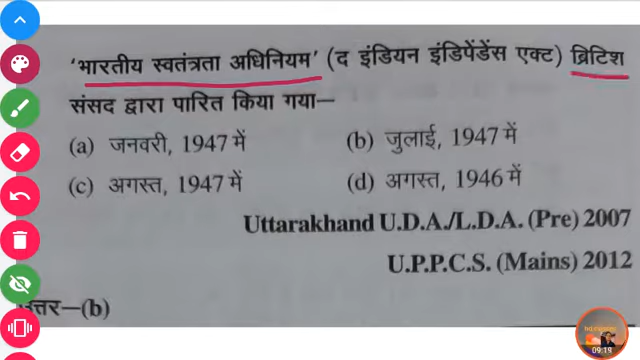 'भारतीय स्वतंत्रता अधिनियम' (द इंडियन इंडिपेंडेंस एक्ट) ब्रिटिश
संसद द्वारा पारित किया गया–
(a) जनवरी, 1947 में (b) जुलाई, 1947 में
(c) अगस्त, 1947 में (d) अगस्त, 1946 में
Uttarakhand U.D.A./L.D.A. (Pre) 2007
U.P.P.C.S. (Mains) 2012
उत्तर–(b)
09:19